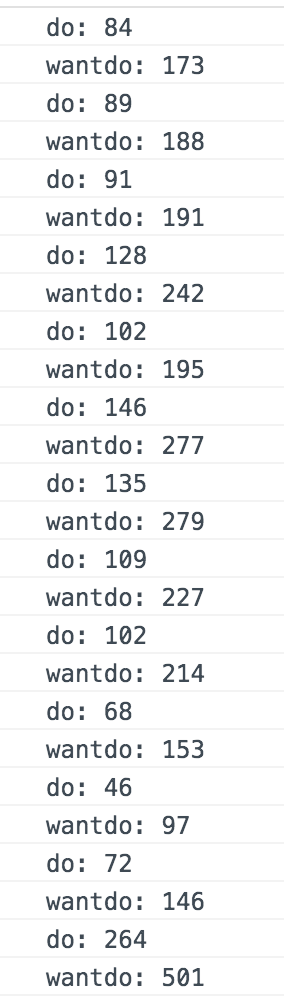 do: 84
wantdo: 173
do: 89
wantdo: 188
do: 91
wantdo: 191
do: 128
wantdo: 242
do: 102
wantdo: 195
do: 146
wantdo: 277
do: 135
wantdo: 279
do: 109
wantdo: 227
do: 102
wantdo: 214
do: 68
wantdo: 153
do: 46
wantdo: 97
do: 72
wantdo: 146
do: 264
wantdo: 501